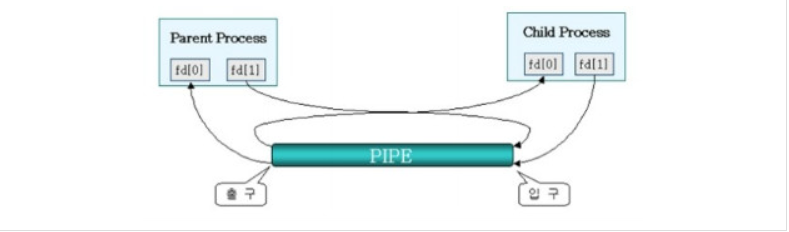 Parent Process
Child Process
fd[0] fd[1]
fd[0] fd[1]
PIPE
출 구
입 구